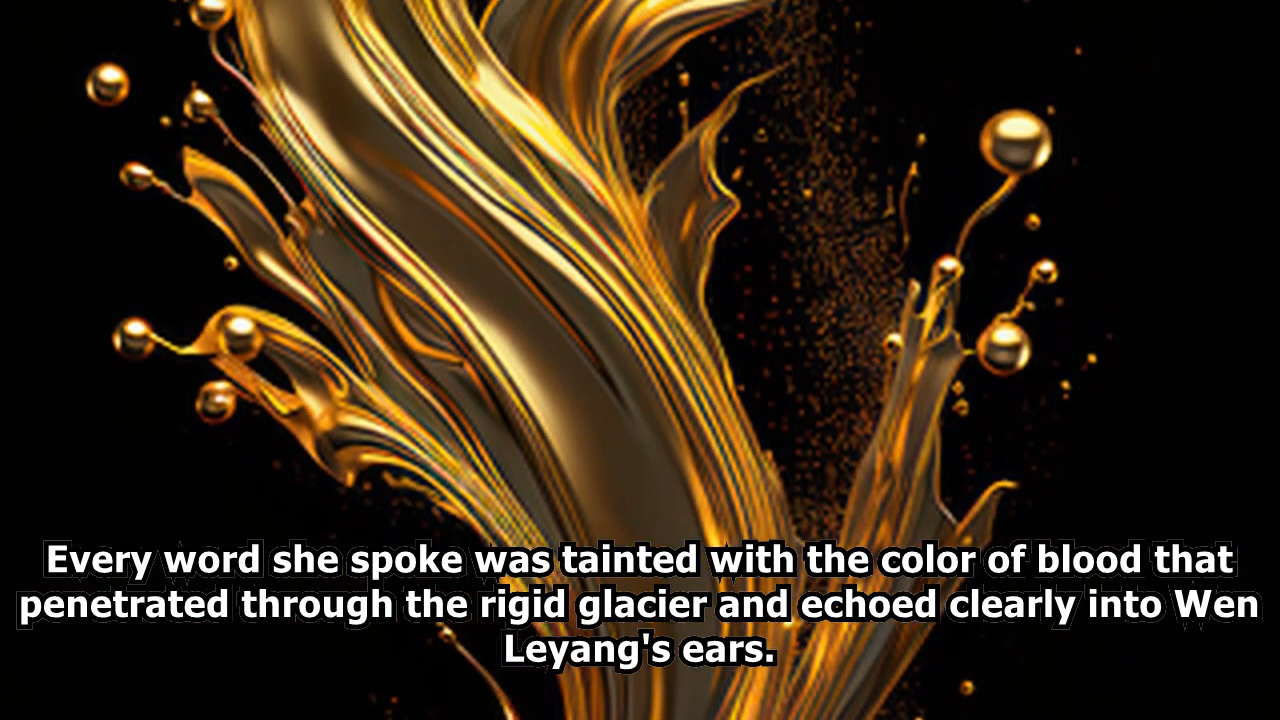 Every word she spoke was tainted with the color of blood that
penetrated through the rigid glacier and echoed clearly into Wen
Leyang's ears.